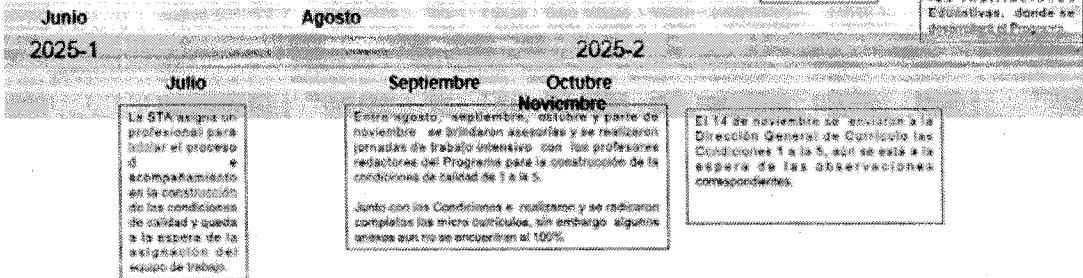 Educativas, donde se
desarrollará el Programa.
Junio
Agosto
2025-1
2025-2
Julio
Septiembre
Octubre
Noviembre
La STA asigna un
profesional para
iniciar el proceso
d e
acompañamiento
en la construcción
de las condiciones
de calidad y queda
a la espera de la
asignación del
equipo de trabajo.
Entre agosto, septiembre, octubre y parte de
noviembre se brindaron asesorías y se realizaron
jornadas de trabajo intensivo con los profesores
redactores del Programa para la construcción de la
condiciones de calidad de 1 a la 5.
Junto con las Condiciones e realizaron y se radicaron
completas los micro currículos, sin embargo algunos
anexos aun no se encuentran al 100%.
El 14 de noviembre se enviaron a la
Dirección General de Currículo las
Condiciones 1 a la 5, aún se está a la
espera de las observaciones
correspondientes.